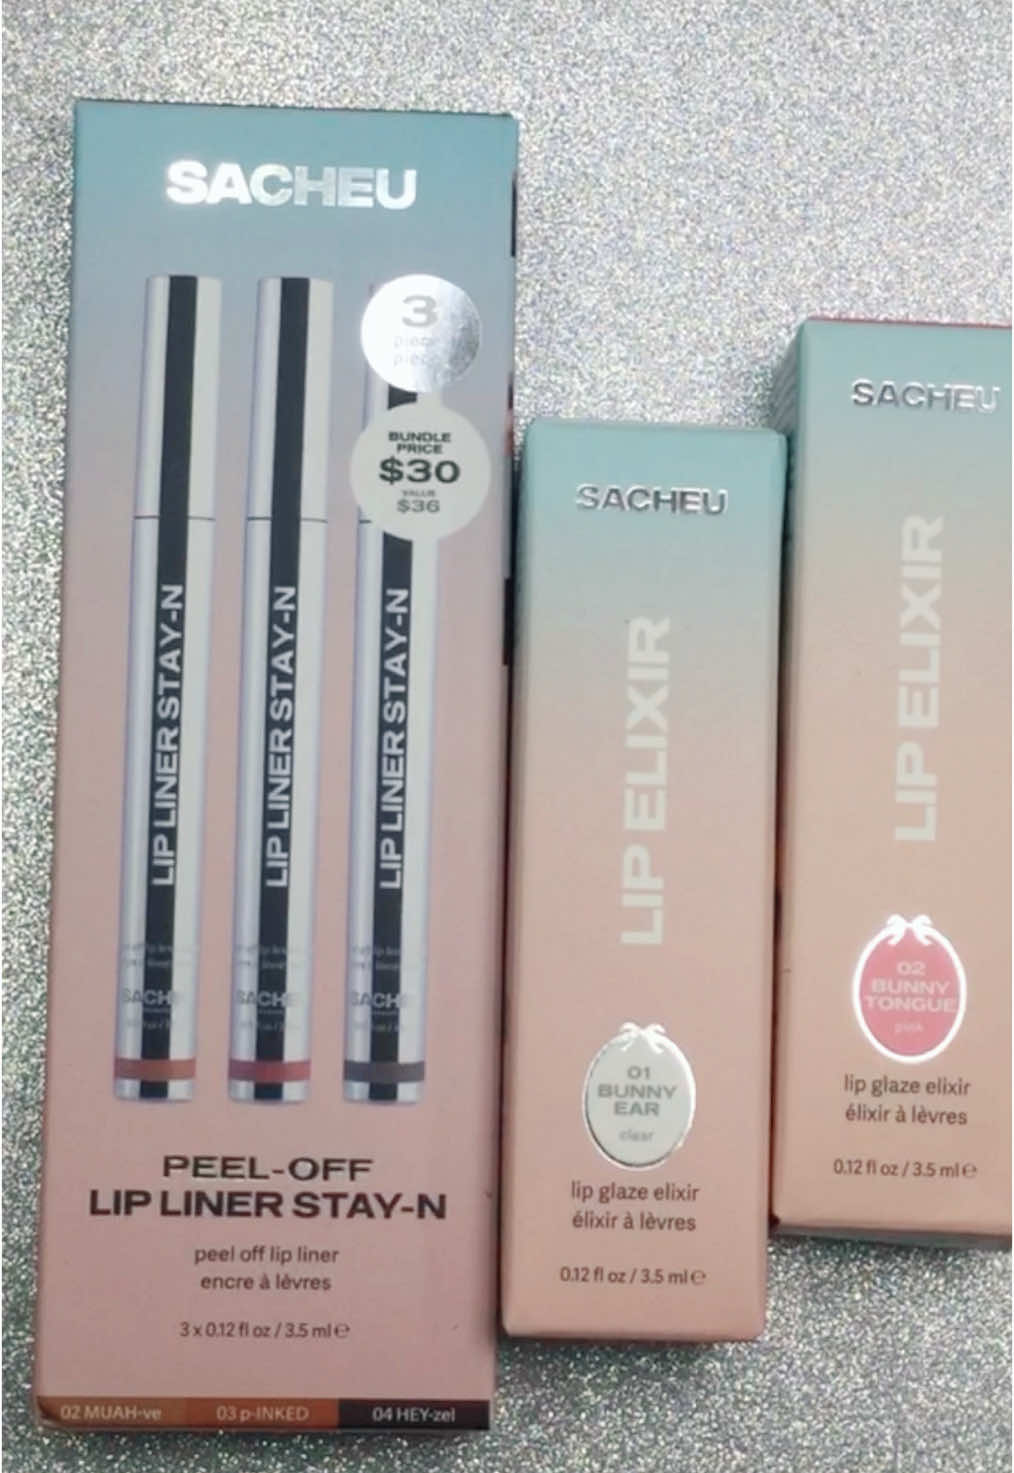 SACHEU
3
BUNDLE
PRICE
$30
VALUE
$36
LIP LINER STAY-N
LIP LINER STAY-N
LIP LINER STAY-N
PEEL-OFF
LIP LINER STAY-N
peel off lip liner
encre à lèvres
3 x 0.12 fl oz / 3.5 ml ℮
02 MUAH-ve
03 p-INKED
04 HEY-zel
SACHEU
LIP ELIXIR
01
BUNNY
EAR
clear
lip glaze elixir
élixir à lèvres
0.12 fl oz / 3.5 ml ℮
SACHEU
LIP ELIXIR
02
BUNNY
TONGUE
pink
lip glaze elixir
élixir à lèvres
0.12 fl oz / 3.5 ml ℮